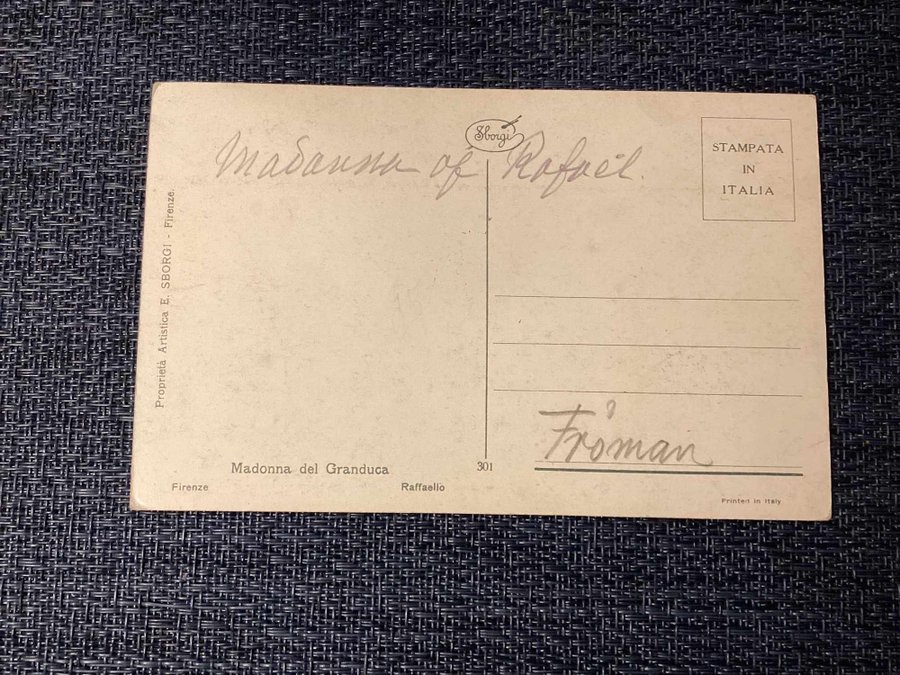 Sborgi
Madonna of Rafaël.
STAMPATA
IN
ITALIA
Proprietà Artistica E. SBORGI - Firenze.
Fröman
Madonna del Granduca
301
Firenze
Raffaello
Printed in Italy